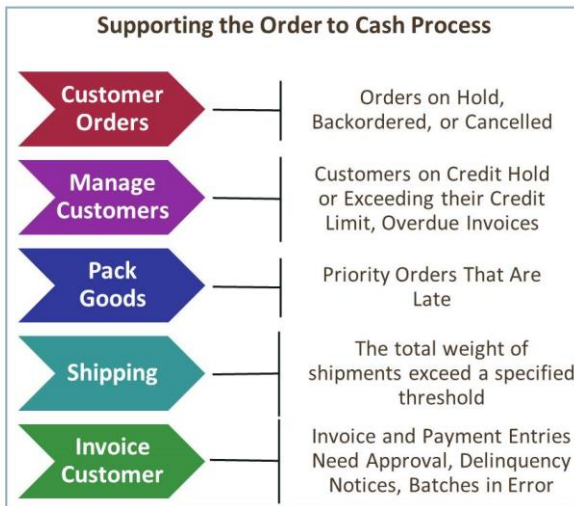 Supporting the Order to Cash Process
Customer
Orders
Orders on Hold,
Backordered, or Cancelled
Manage
Customers
Customers on Credit Hold
or Exceeding their Credit
Limit, Overdue Invoices
Pack
Goods
Priority Orders That Are
Late
Shipping
The total weight of
shipments exceed a specified
threshold
Invoice
Customer
Invoice and Payment Entries
Need Approval, Delinquency
Notices, Batches in Error